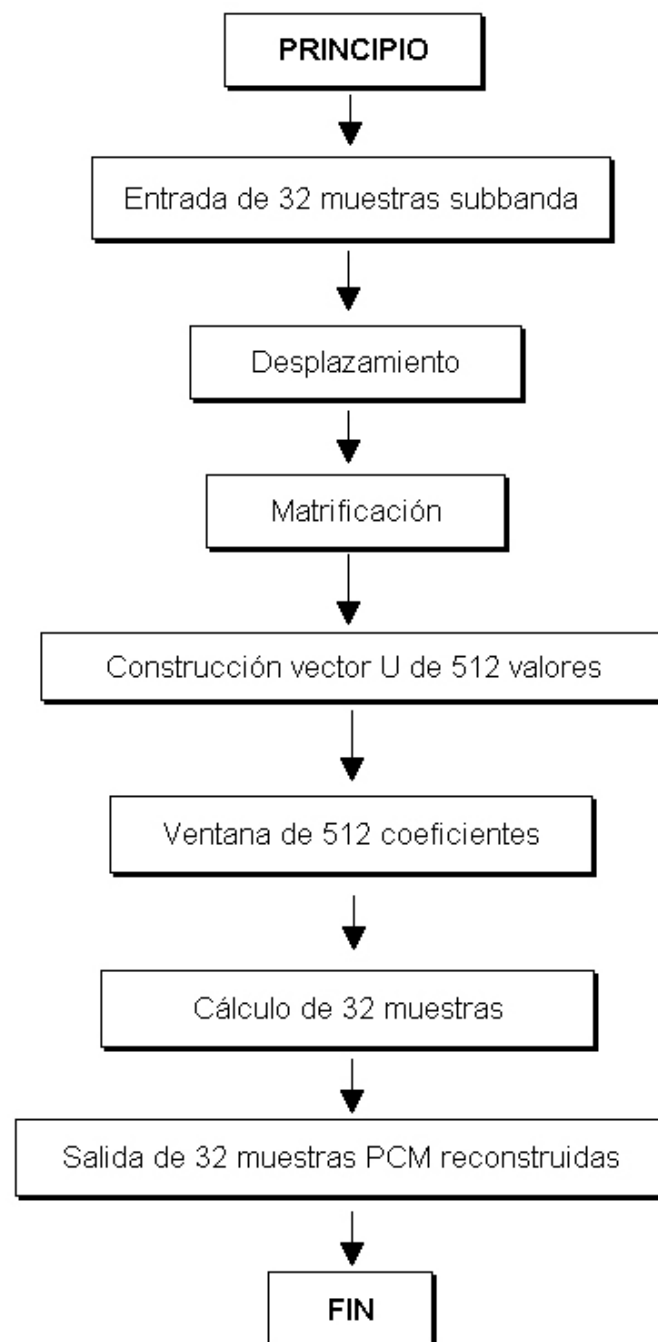 PRINCIPIO
Entrada de 32 muestras subbanda
Desplazamiento
Matrificación
Construcción vector U de 512 valores
Ventana de 512 coeficientes
Cálculo de 32 muestras
Salida de 32 muestras PCM reconstruidas
FIN